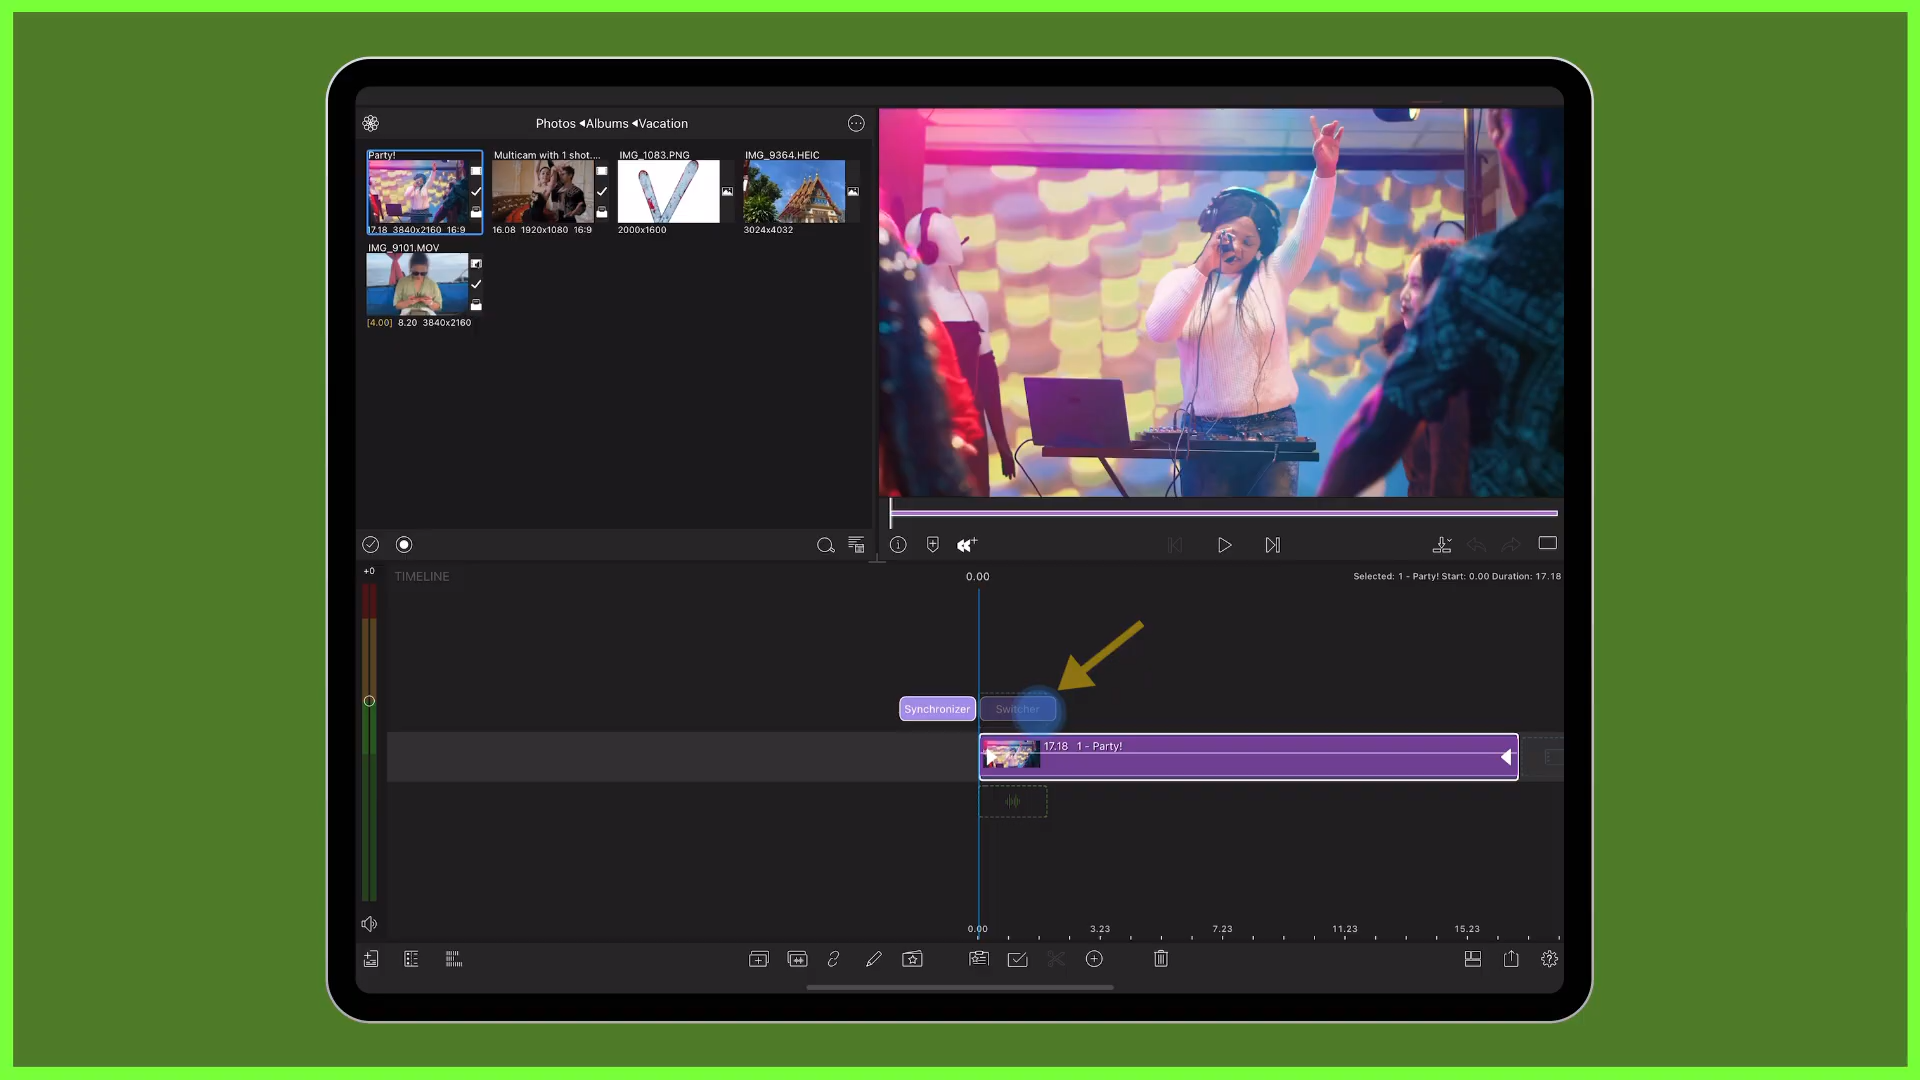 Photos ◂Albums ◂Vacation
Party!
17.18 3840x2160 16:9
Multicam with 1 shot....
16.08 1920x1080 16:9
IMG_1083.PNG
2000x1600
IMG_9364.HEIC
3024x4032
IMG_9101.MOV
[4.00] 8.20 3840x2160
+0
TIMELINE
0.00
Selected: 1 - Party! Start: 0.00 Duration: 17.18
Synchronizer
Switcher
17.18 1 - Party!
0.00 3.23 7.23 11.23 15.23